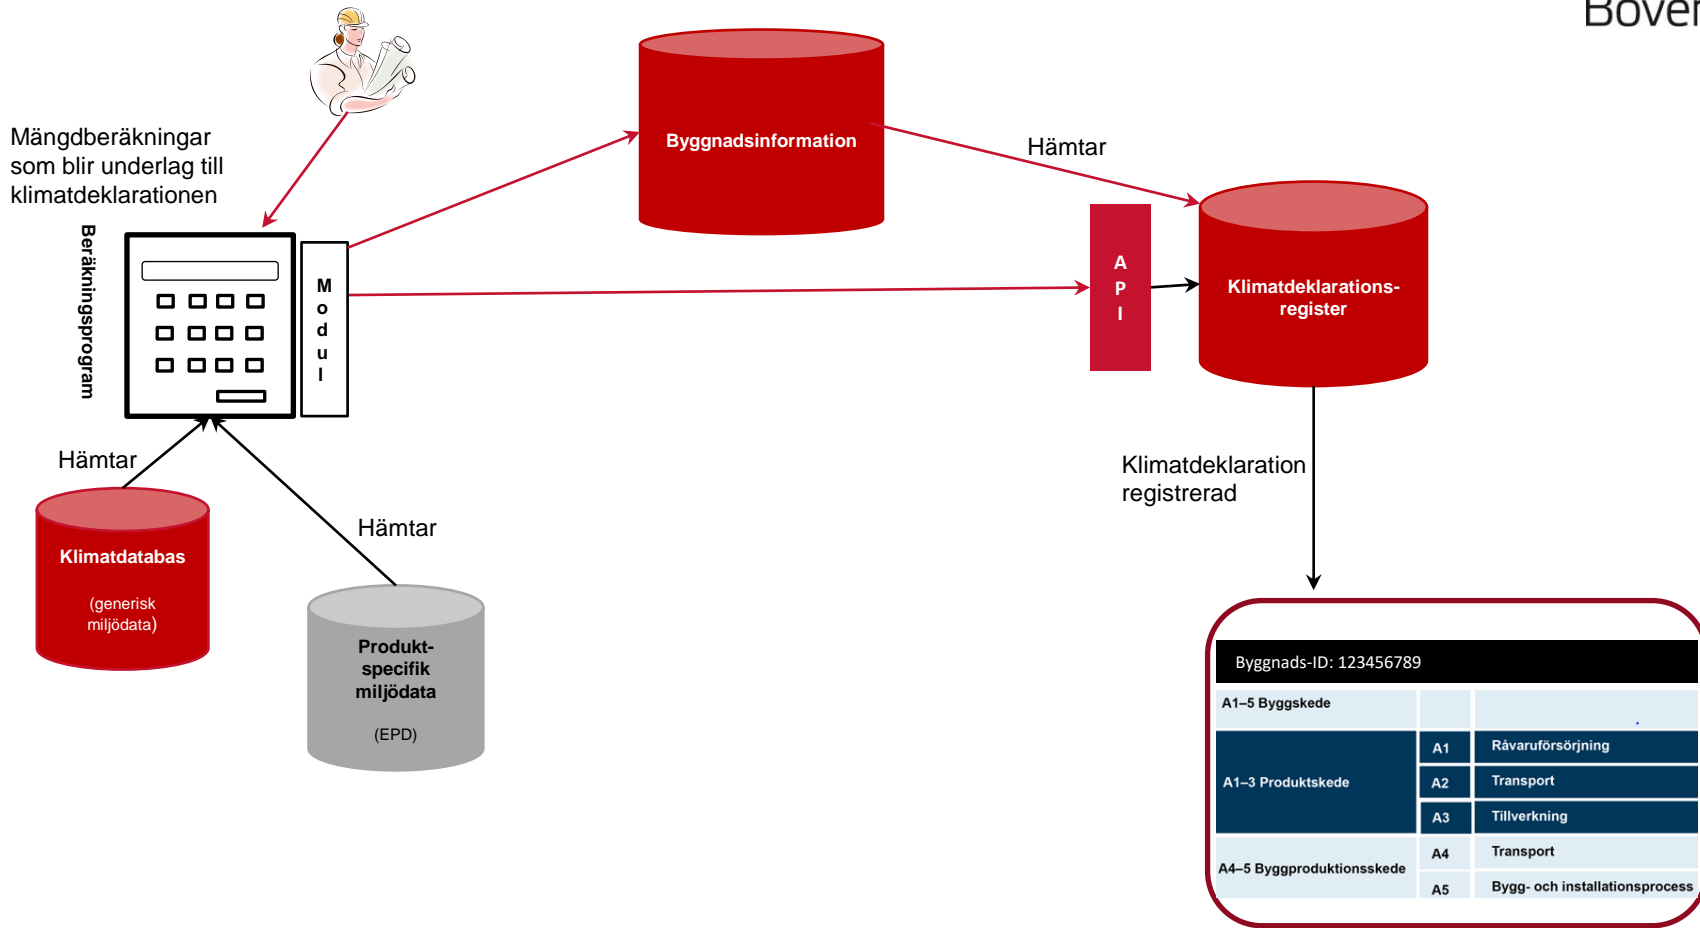 Mängdberäkningar
som blir underlag till
klimatdeklarationen
Beräkningsprogram
Modul
Byggnadsinformation
Hämtar
API
Klimatdeklarations-
register
Hämtar
Klimatdatabas
(generisk
miljödata)
Hämtar
Produkt-
specifik
miljödata
(EPD)
Klimatdeklaration
registrerad
Byggnads-ID: 123456789
A1–5 Byggskede
A1–3 Produktskede
A1 Råvaruförsörjning
A2 Transport
A3 Tillverkning
A4–5 Byggproduktionsskede
A4 Transport
A5 Bygg- och installationsprocess